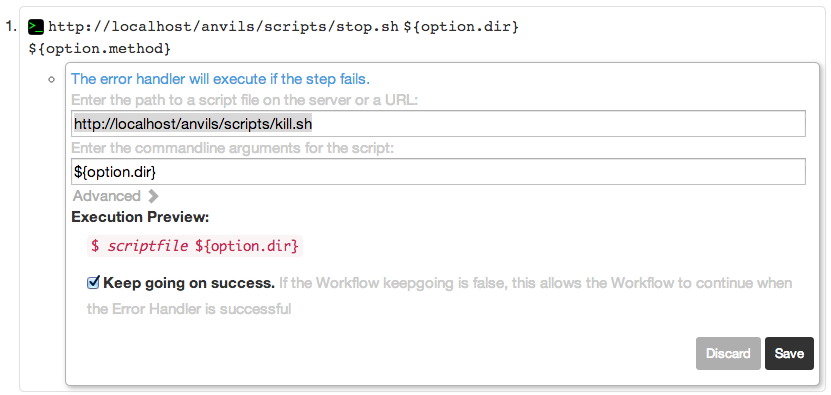 1. >_ http://localhost/anvils/scripts/stop.sh ${option.dir}
${option.method}
The error handler will execute if the step fails.
Enter the path to a script file on the server or a URL:
http://localhost/anvils/scripts/kill.sh
Enter the commandline arguments for the script:
${option.dir}
Advanced
Execution Preview:
$ scriptfile ${option.dir}
Keep going on success. If the Workflow keepgoing is false, this allows the Workflow to continue when
the Error Handler is successful
Discard Save